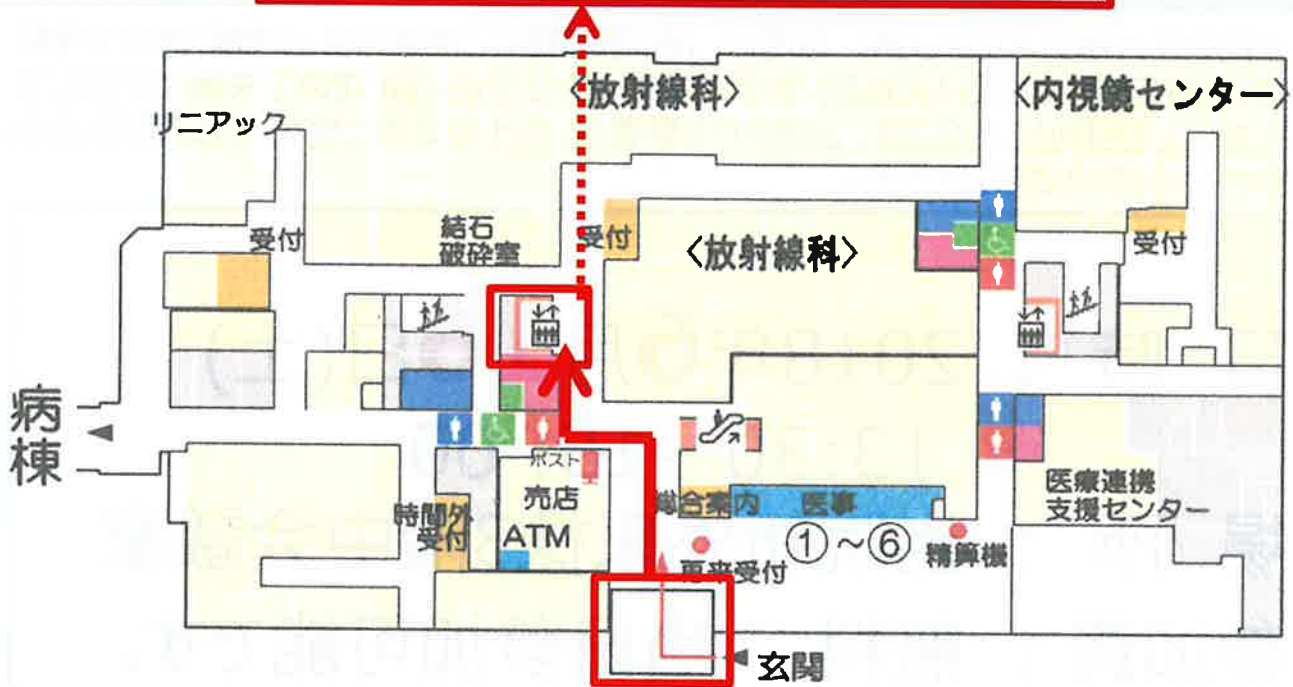 〈放射線科〉
〈内視鏡センター〉
リニアック
受付
結石
破砕室
受付
〈放射線科〉
受付
病
棟
ポスト
売店
ATM
時間外
受付
総合案内
医事
①～⑥
再来受付
精算機
医療連携
支援センター
玄関